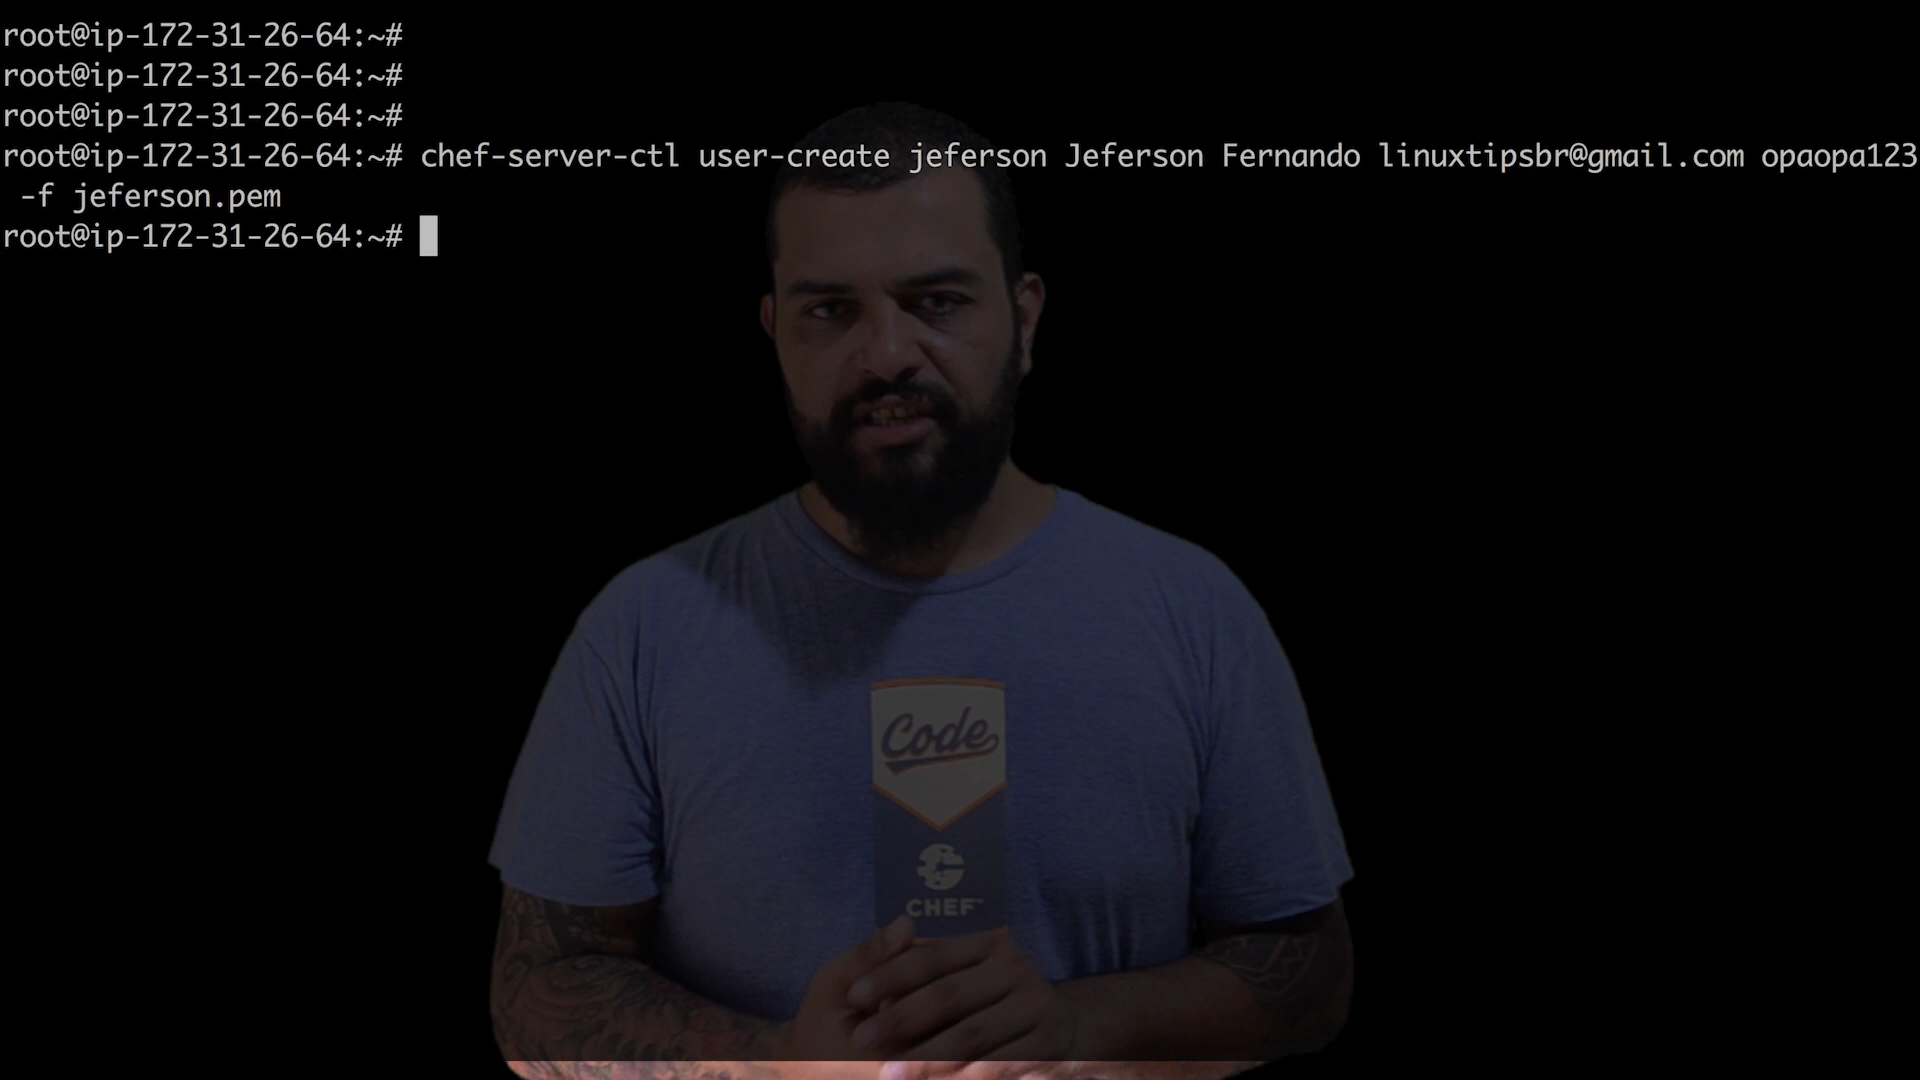 root@ip-172-31-26-64:~#
root@ip-172-31-26-64:~#
root@ip-172-31-26-64:~#
root@ip-172-31-26-64:~# chef-server-ctl user-create jeferson Jeferson Fernando linuxtipsbr@gmail.com opaopa123
 -f jeferson.pem
root@ip-172-31-26-64:~#
Code
CHEF™